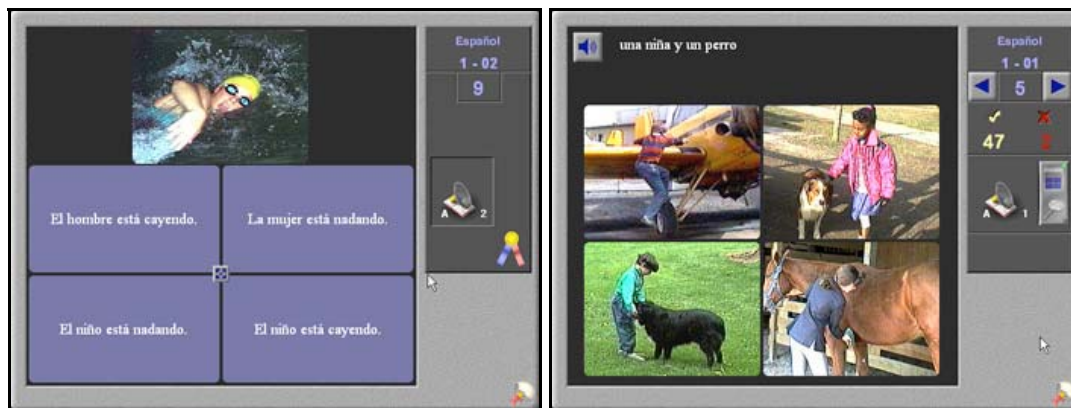 Español
1 - 02
9
El hombre está cayendo.
La mujer está nadando.
El niño está nadando.
El niño está cayendo.
A 2
una niña y un perro
Español
1 - 01
5
47 2
A 1